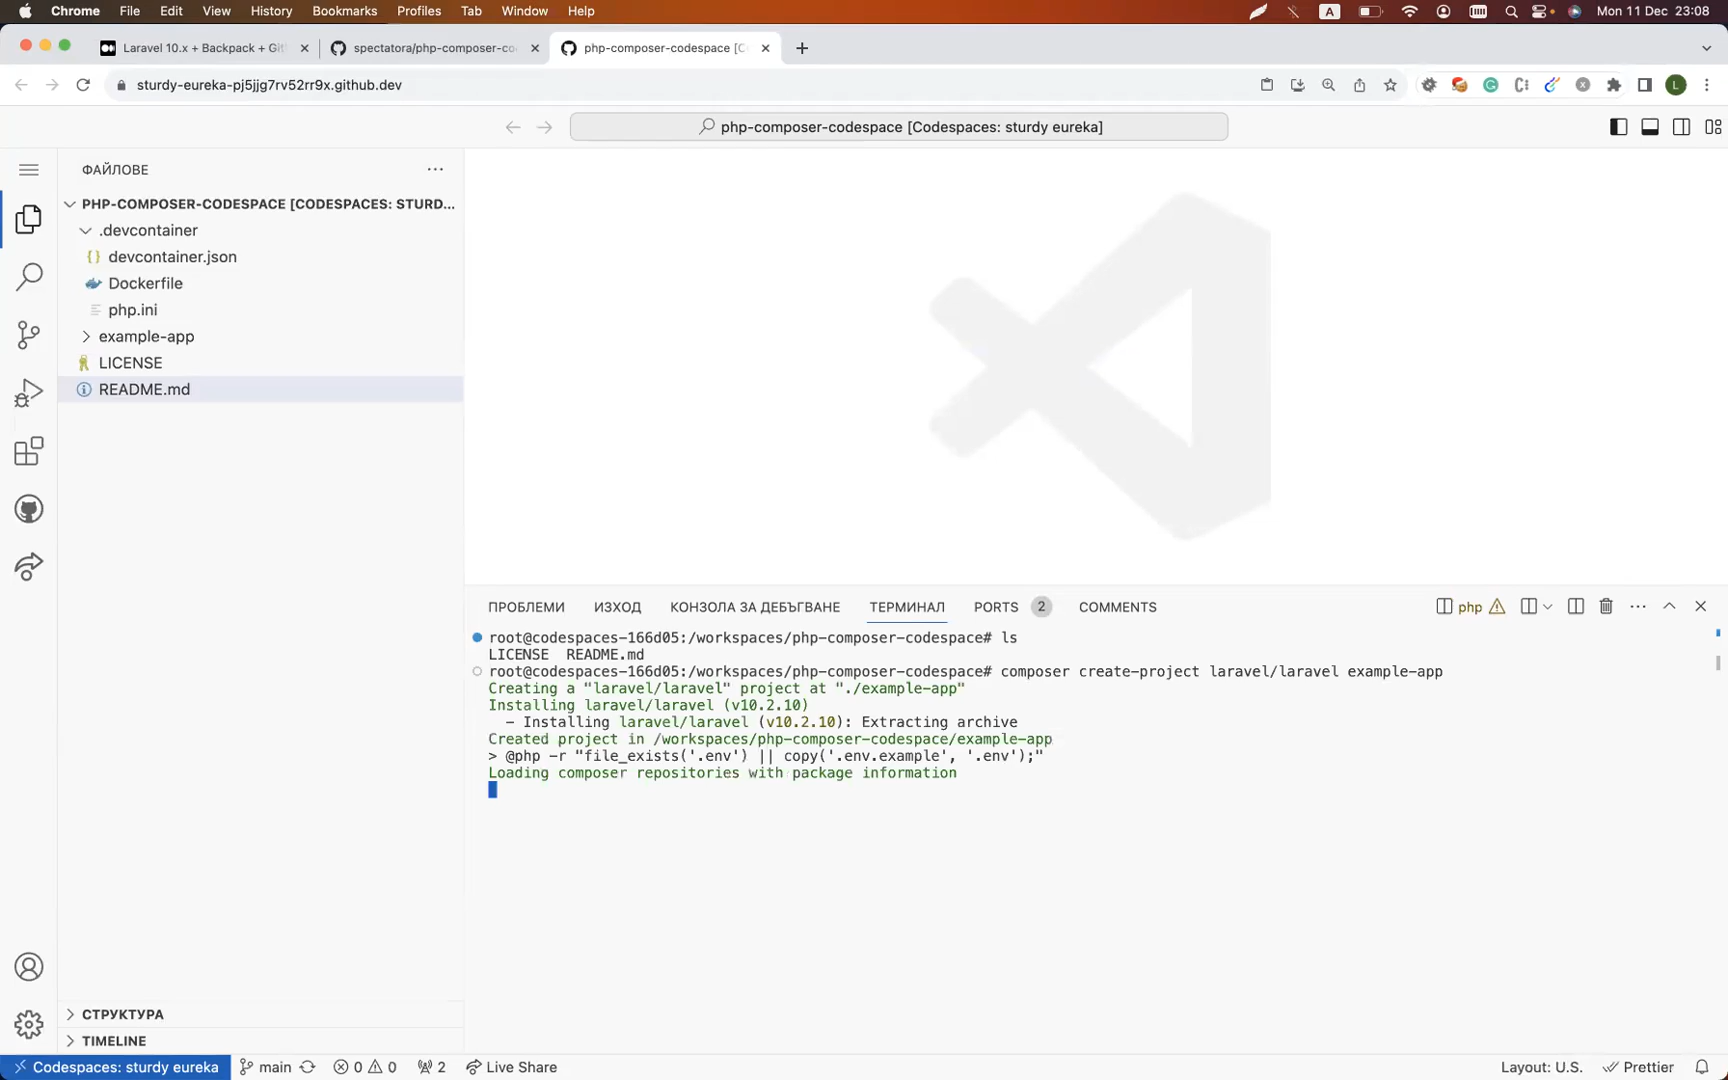 Chrome File Edit View History Bookmarks Profiles Tab Window Help
A Mon 11 Dec 23:08
Laravel 10.x + Backpack + Git
spectatora/php-composer-co
php-composer-codespace [C
sturdy-eureka-pj5jjg7rv52rr9x.github.dev
L
php-composer-codespace [Codespaces: sturdy eureka]
ФАЙЛОВЕ
PHP-COMPOSER-CODESPACE [CODESPACES: STURD...
.devcontainer
devcontainer.json
Dockerfile
php.ini
example-app
LICENSE
README.md
СТРУКТУРА
TIMELINE
ПРОБЛЕМИ ИЗХОД КОНЗОЛА ЗА ДЕБЪГВАНЕ ТЕРМИНАЛ PORTS 2 COMMENTS
php
root@codespaces-166d05:/workspaces/php-composer-codespace# ls
LICENSE README.md
root@codespaces-166d05:/workspaces/php-composer-codespace# composer create-project laravel/laravel example-app
Creating a "laravel/laravel" project at "./example-app"
Installing laravel/laravel (v10.2.10)
- Installing laravel/laravel (v10.2.10): Extracting archive
Created project in /workspaces/php-composer-codespace/example-app
> @php -r "file_exists('.env') || copy('.env.example', '.env');"
Loading composer repositories with package information
Codespaces: sturdy eureka main 0 0 2 Live Share
Layout: U.S. Prettier